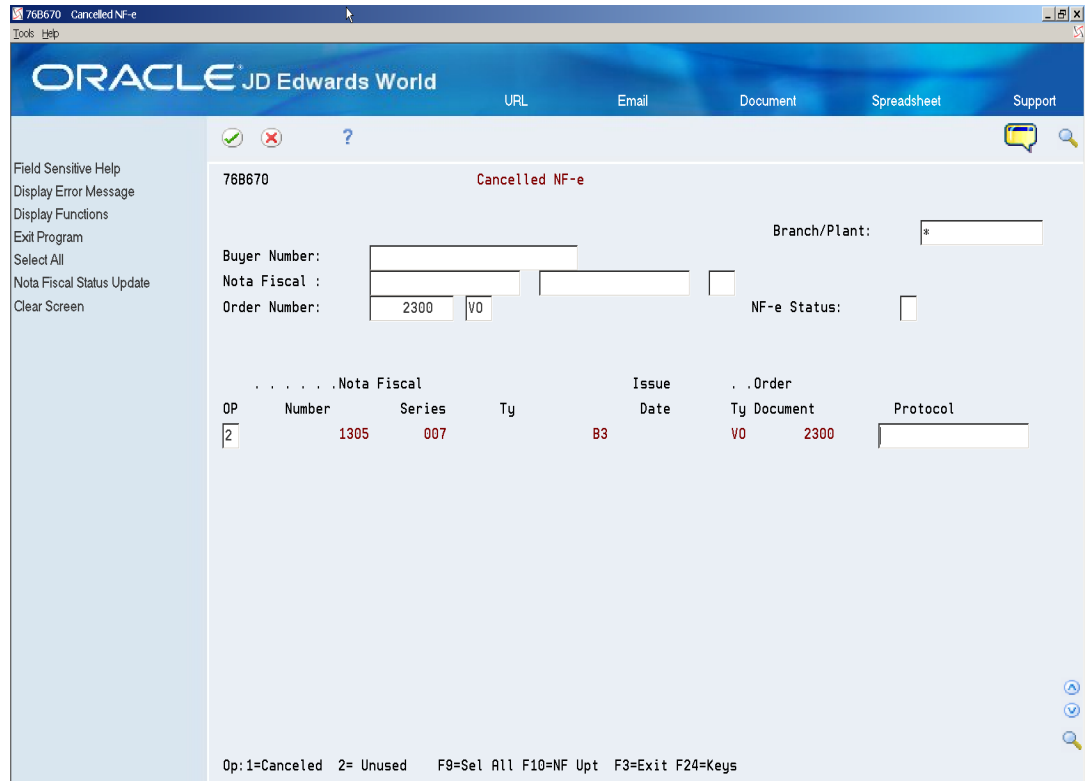 76B670 Cancelled NF-e
Tools Help
ORACLE JD Edwards World
URL Email Document Spreadsheet Support
?
Field Sensitive Help
Display Error Message
Display Functions
Exit Program
Select All
Nota Fiscal Status Update
Clear Screen
76B670 Cancelled NF-e
Branch/Plant: *
Buyer Number:
Nota Fiscal :
Order Number: 2300 VO NF-e Status:
. . . . . .Nota Fiscal Issue . .Order
OP Number Series Ty Date Ty Document Protocol
2 1305 007 B3 VO 2300
Op:1=Canceled 2= Unused F9=Sel All F10=NF Upt F3=Exit F24=Keys